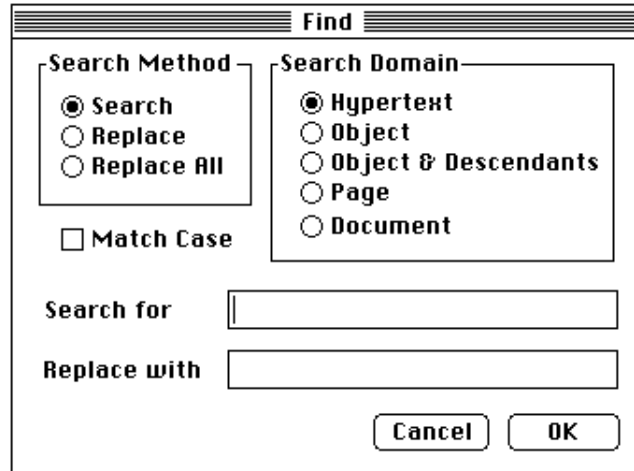 Find
Search Method
Search
Replace
Replace All
Match Case
Search Domain
Hypertext
Object
Object & Descendants
Page
Document
Search for
Replace with
Cancel
OK